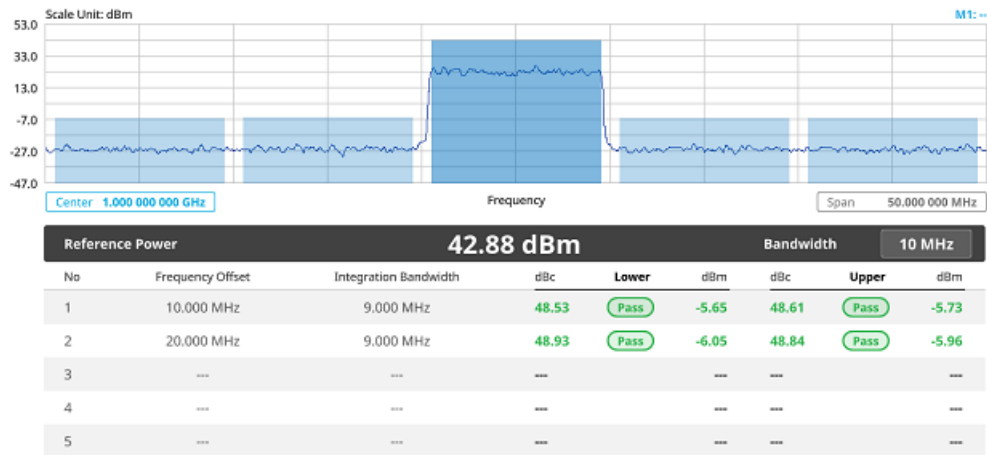 Scale Unit: dBm M1: --
53.0
33.0
13.0
-7.0
-27.0
-47.0
Center 1.000 000 000 GHz Frequency Span 50.000 000 MHz
Reference Power 42.88 dBm Bandwidth 10 MHz
No Frequency Offset Integration Bandwidth dBc Lower dBm dBc Upper dBm
1 10.000 MHz 9.000 MHz 48.53 Pass -5.65 48.61 Pass -5.73
2 20.000 MHz 9.000 MHz 48.93 Pass -6.05 48.84 Pass -5.96
3 --- --- --- --- --- ---
4 --- --- --- --- --- ---
5 --- --- --- --- --- ---